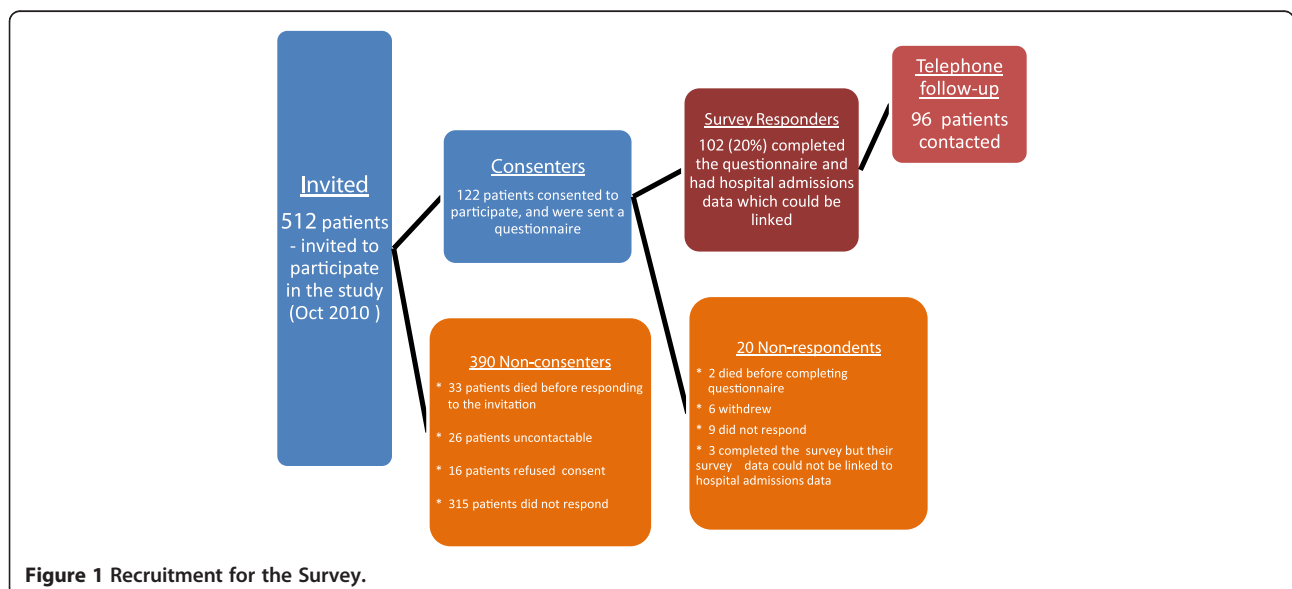 Invited
512 patients
- invited to
participate
in the study
(Oct 2010 )
Consenters
122 patients consented to
participate, and were sent a
questionnaire
390 Non-consenters
* 33 patients died before responding
to the invitation
* 26 patients uncontactable
* 16 patients refused consent
* 315 patients did not respond
Survey Responders
102 (20%) completed
the questionnaire and
had hospital admissions
data which could be
linked
20 Non-respondents
* 2 died before completing
questionnaire
* 6 withdrew
* 9 did not respond
* 3 completed the survey but their
survey data could not be linked to
hospital admissions data
Telephone
follow-up
96 patients
contacted
Figure 1 Recruitment for the Survey.